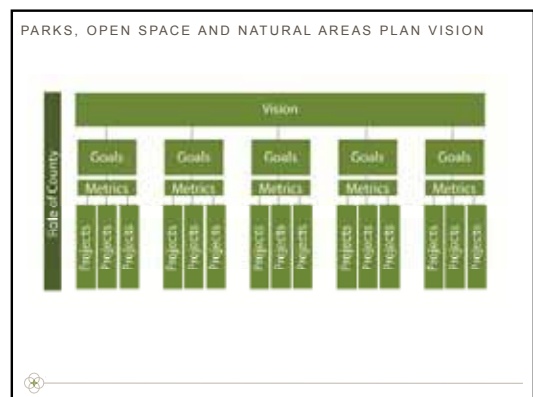 PARKS, OPEN SPACE AND NATURAL AREAS PLAN VISION
Role of County
Vision
Goals Goals Goals Goals Goals
Metrics Metrics Metrics Metrics Metrics
Projects Projects Projects Projects Projects Projects Projects Projects Projects Projects Projects Projects Projects Projects Projects